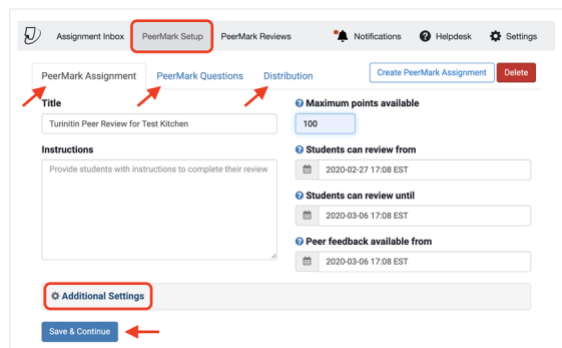 Assignment Inbox PeerMark Setup PeerMark Reviews Notifications Helpdesk Settings
PeerMark Assignment PeerMark Questions Distribution Create PeerMark Assignment Delete
Title
Turinitin Peer Review for Test Kitchen
Instructions
Provide students with instructions to complete their review
Maximum points available
100
Students can review from
2020-02-27 17:08 EST
Students can review until
2020-03-06 17:08 EST
Peer feedback available from
2020-03-06 17:08 EST
Additional Settings
Save & Continue